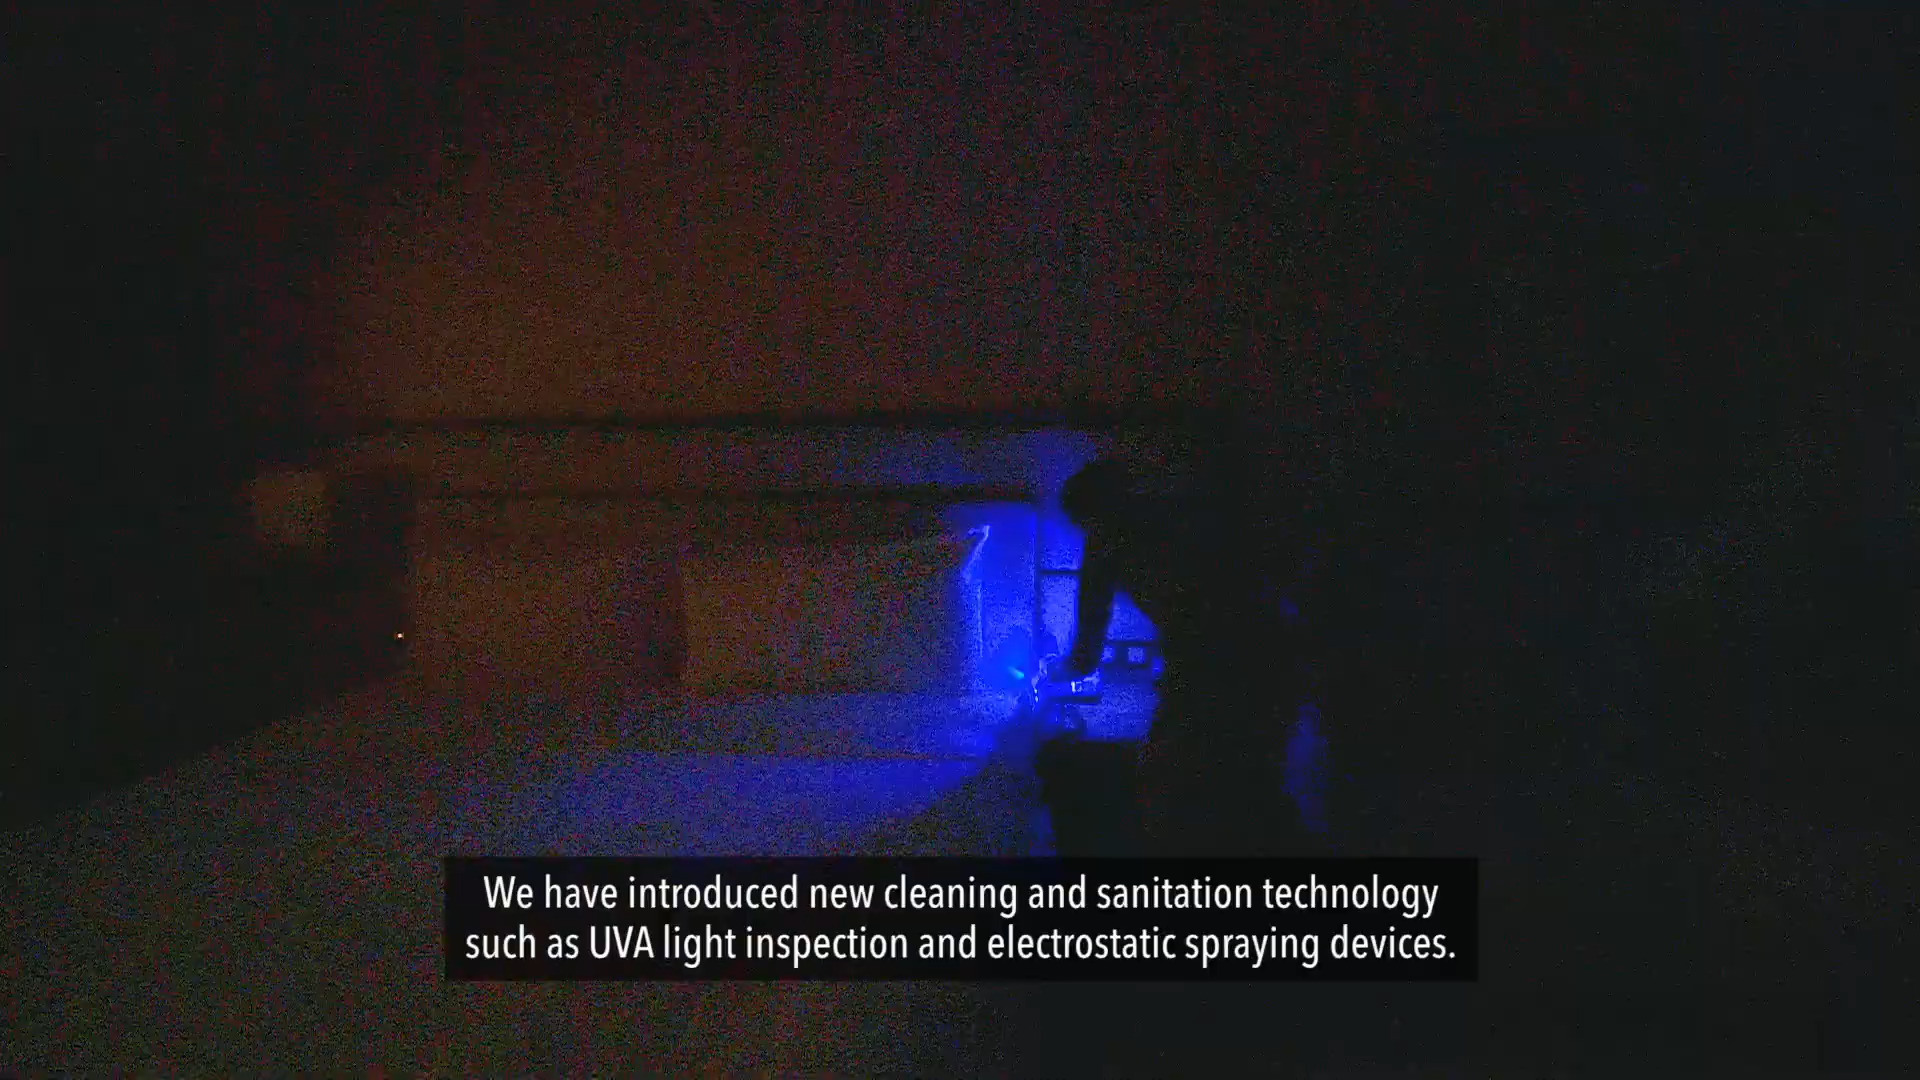 We have introduced new cleaning and sanitation technology
such as UVA light inspection and electrostatic spraying devices.